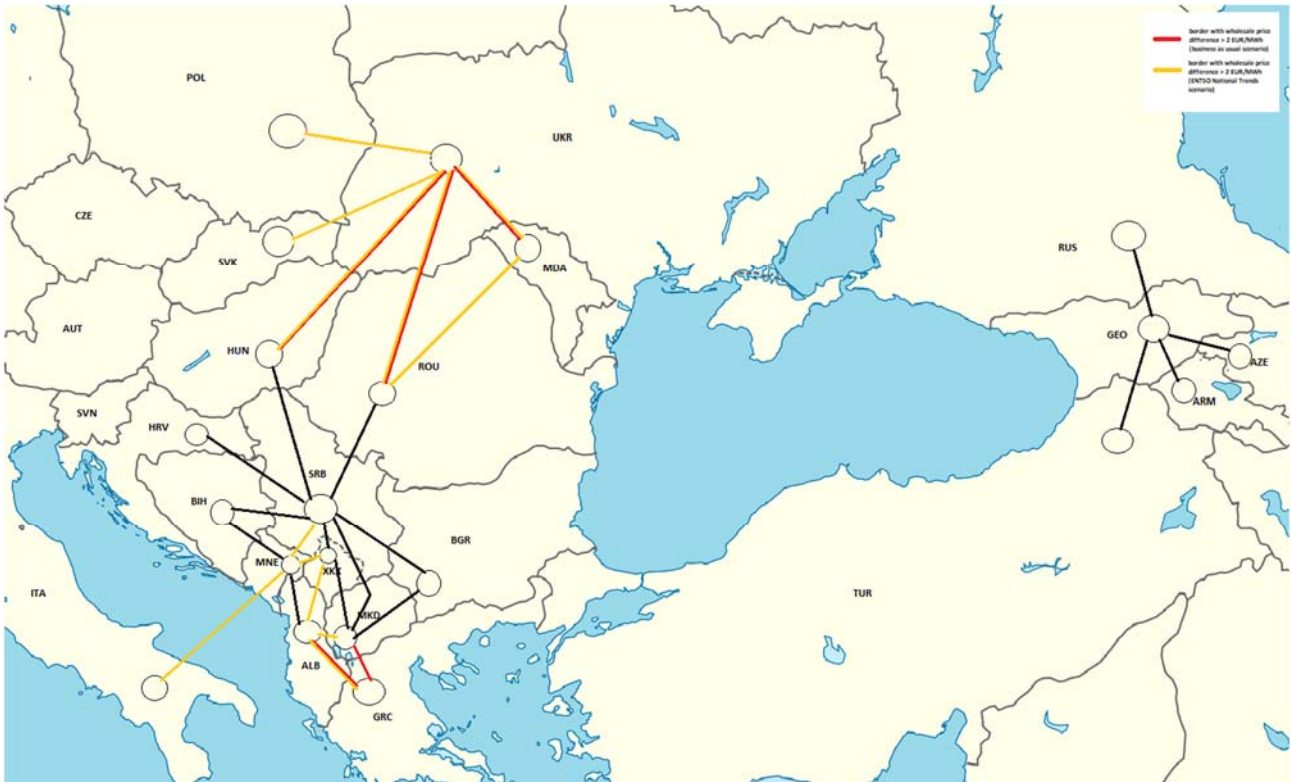 border with wholesale price
difference > 2 EUR/MWh
(business as usual scenario)
border with wholesale price
difference > 2 EUR/MWh
(ENTSO National Trends
scenario)
POL
UKR
CZE
SVK
MDA
RUS
AUT
HUN
ROU
GEO
AZE
ARM
SVN
HRV
SRB
BIH
BGR
MNE
XKX
ITA
MKD
TUR
ALB
GRC